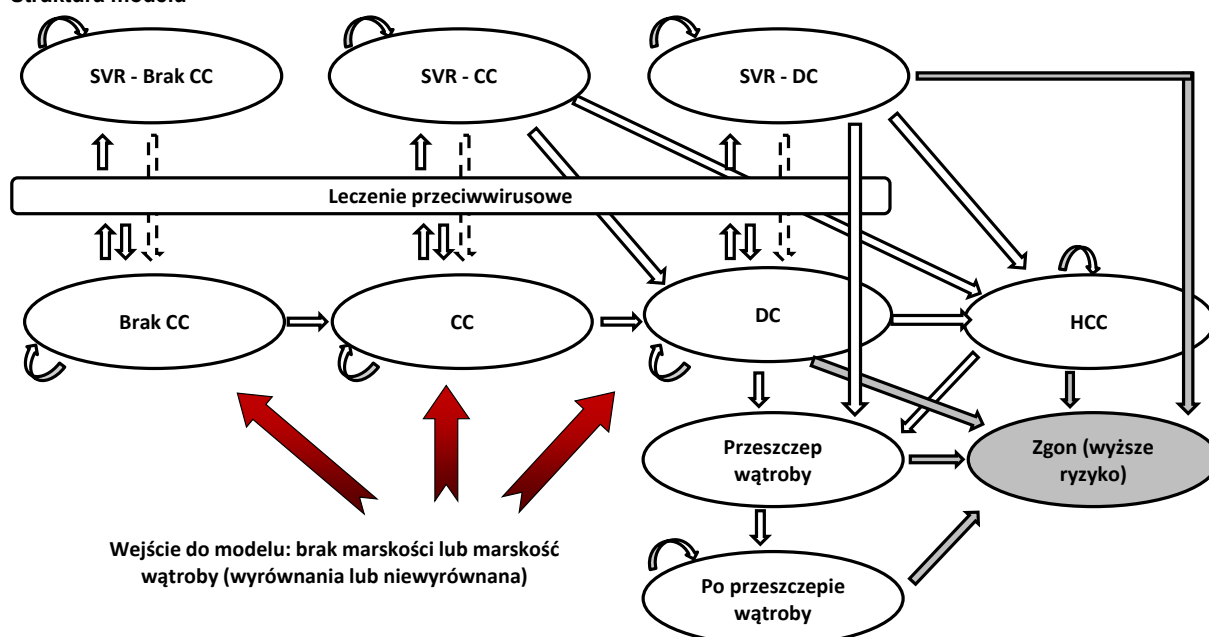 Struktura modelu
SVR - Brak CC
SVR - CC
SVR - DC
Leczenie przeciwwirusowe
Brak CC
CC
DC
HCC
Przeszczep
wątroby
Zgon (wyższe
ryzyko)
Wejście do modelu: brak marskości lub marskość
wątroby (wyrównania lub niewyrównana)
Po przeszczepie
wątroby